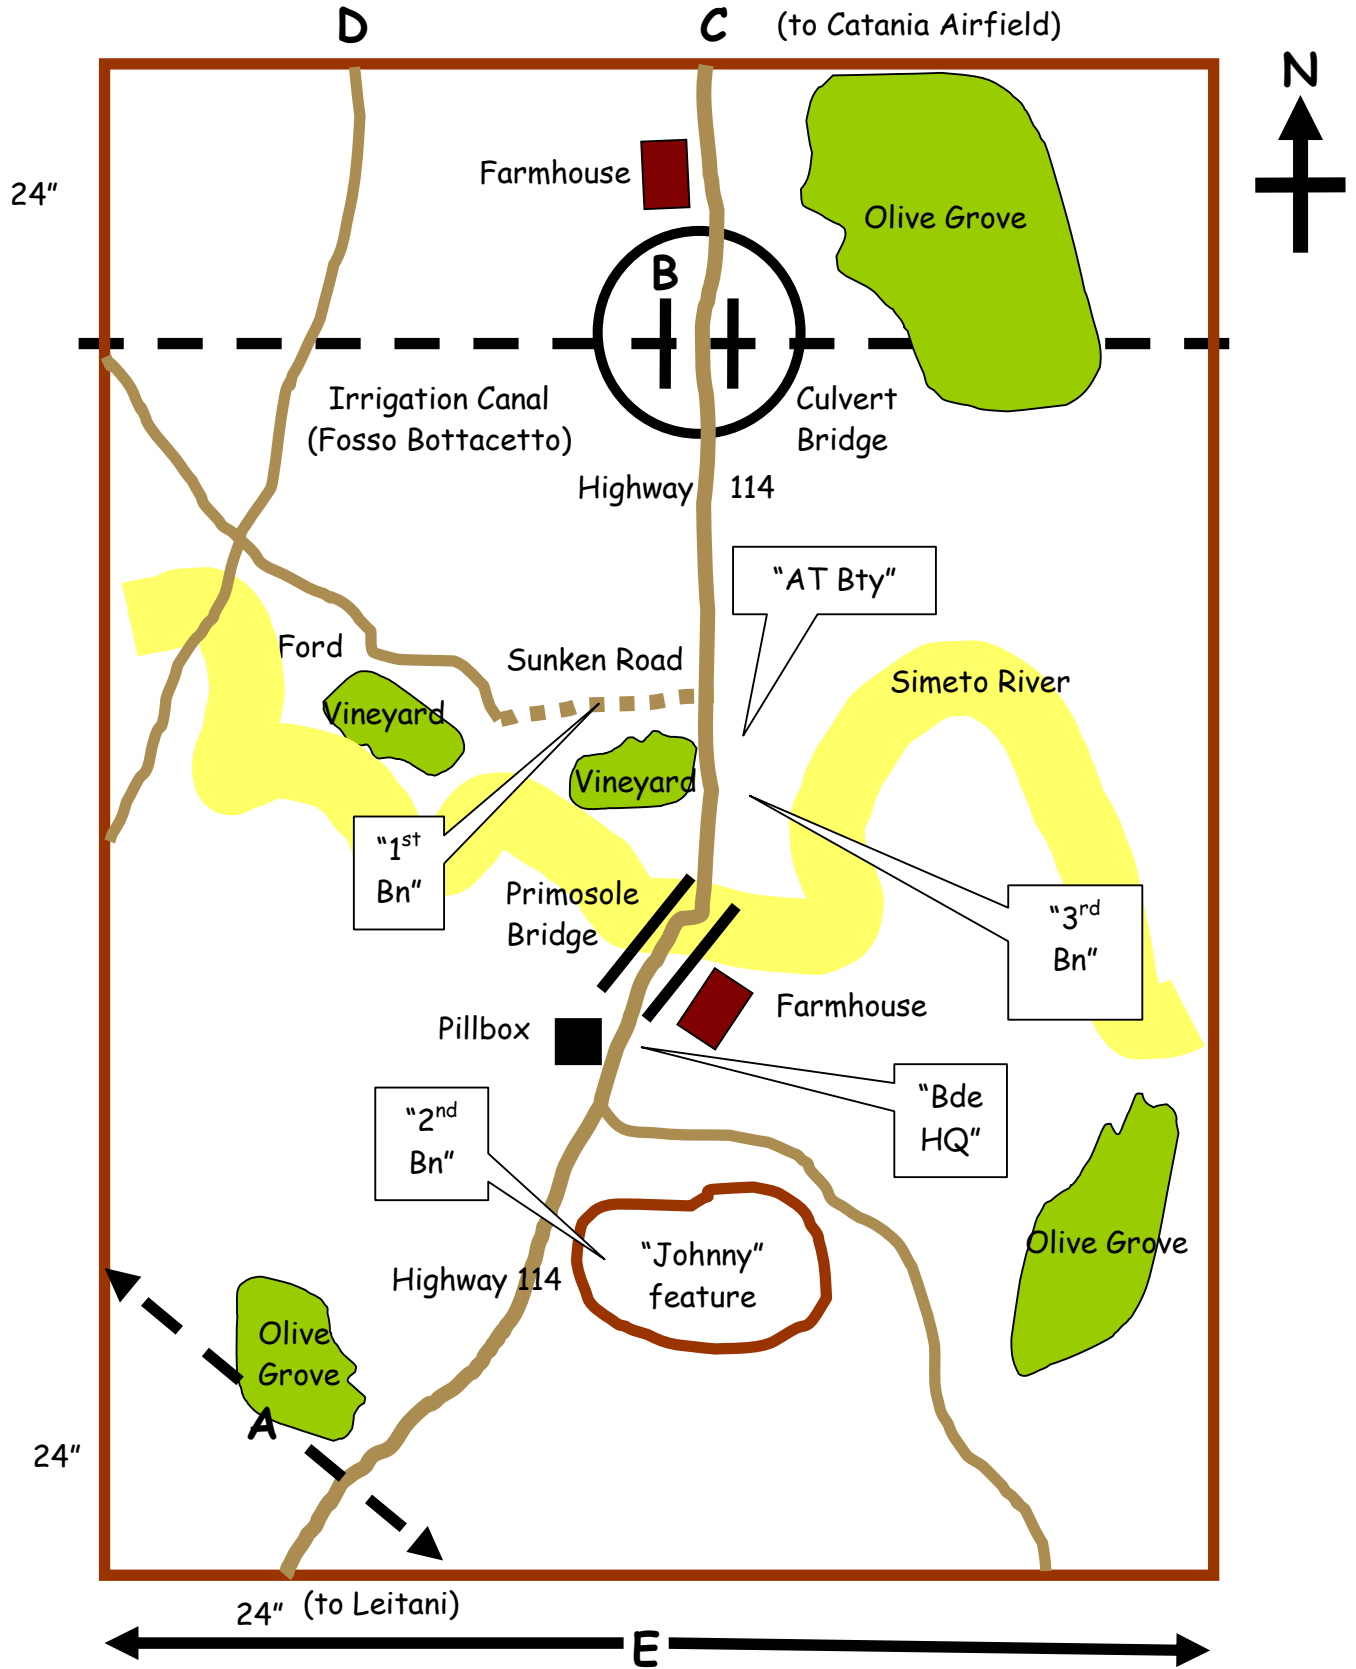 D
C
(to Catania Airfield)
N
24”
Farmhouse
Olive Grove
B
Irrigation Canal
(Fosso Bottacetto)
Culvert
Bridge
Highway
114
“AT Bty”
Ford
Sunken Road
Simeto River
Vineyard
Vineyard
“1st
Bn”
Primosole
Bridge
“3rd
Bn”
Farmhouse
Pillbox
“Bde
HQ”
“2nd
Bn”
“Johnny”
feature
Olive Grove
Highway 114
Olive
Grove
A
24”
24”
(to Leitani)
E